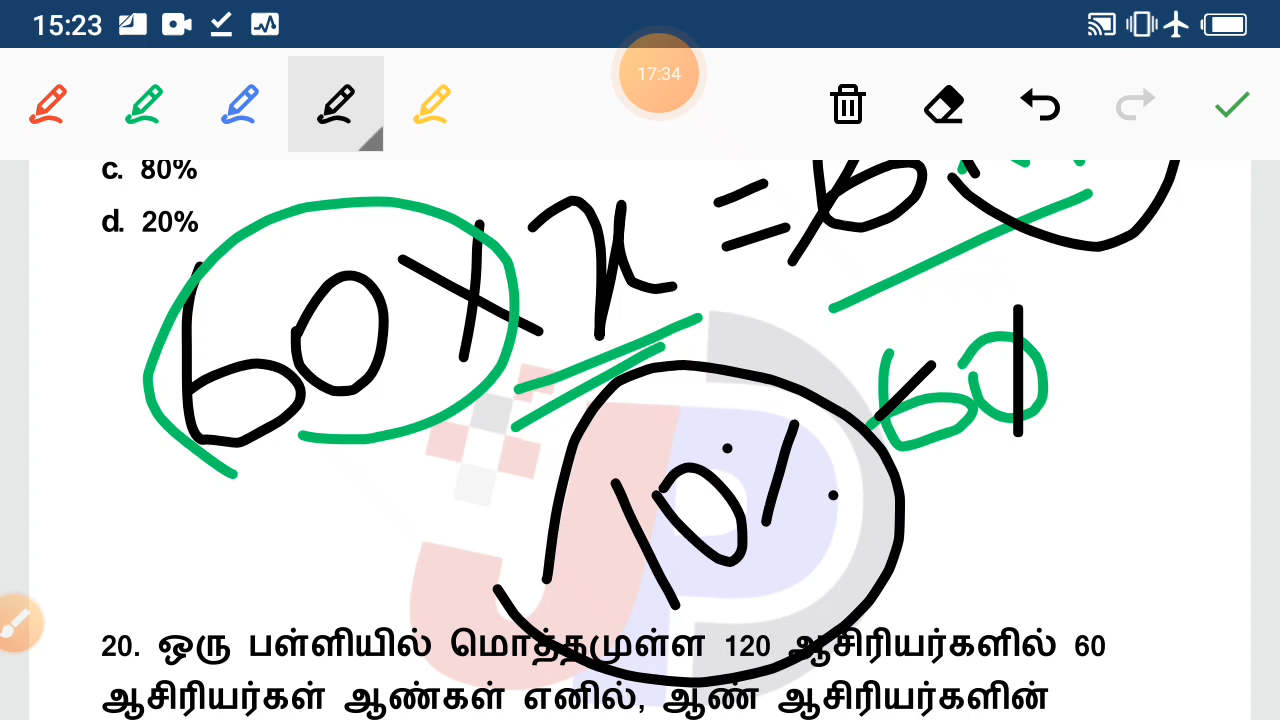 15:23
17:34
c. 80%
d. 20%
60 × x = 6
60
10%
20. ஒரு பள்ளியில் மொத்தமுள்ள 120 ஆசிரியர்களில் 60
ஆசிரியர்கள் ஆண்கள் எனில், ஆண் ஆசிரியர்களின்